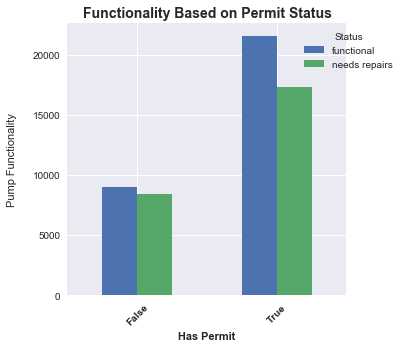 Functionality Based on Permit Status
Status
functional
needs repairs
Pump Functionality
20000
15000
10000
5000
0
False
True
Has Permit